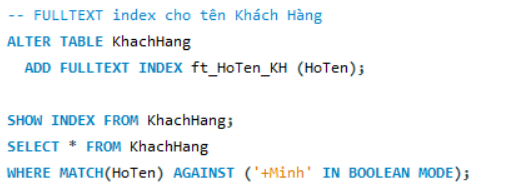 -- FULLTEXT index cho tên Khách Hàng
ALTER TABLE KhachHang
ADD FULLTEXT INDEX ft_HoTen_KH (HoTen);
SHOW INDEX FROM KhachHang;
SELECT * FROM KhachHang
WHERE MATCH(HoTen) AGAINST ('+Minh' IN BOOLEAN MODE);